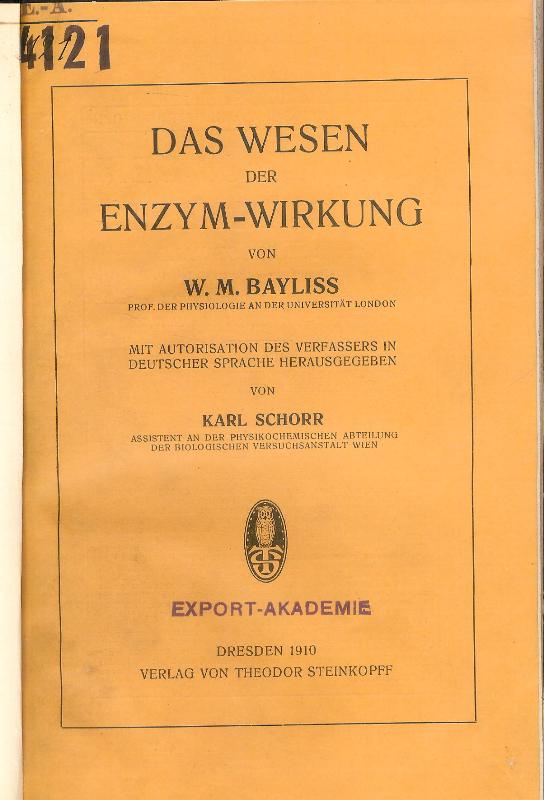 E.-A.
4121
DAS WESEN
DER
ENZYM-WIRKUNG
VON
W. M. BAYLISS
PROF. DER PHYSIOLOGIE AN DER UNIVERSITÄT LONDON
MIT AUTORISATION DES VERFASSERS IN
DEUTSCHER SPRACHE HERAUSGEGEBEN
VON
KARL SCHORR
ASSISTENT AN DER PHYSIKOCHEMISCHEN ABTEILUNG
DER BIOLOGISCHEN VERSUCHSANSTALT WIEN
EXPORT-AKADEMIE
DRESDEN 1910
VERLAG VON THEODOR STEINKOPFF